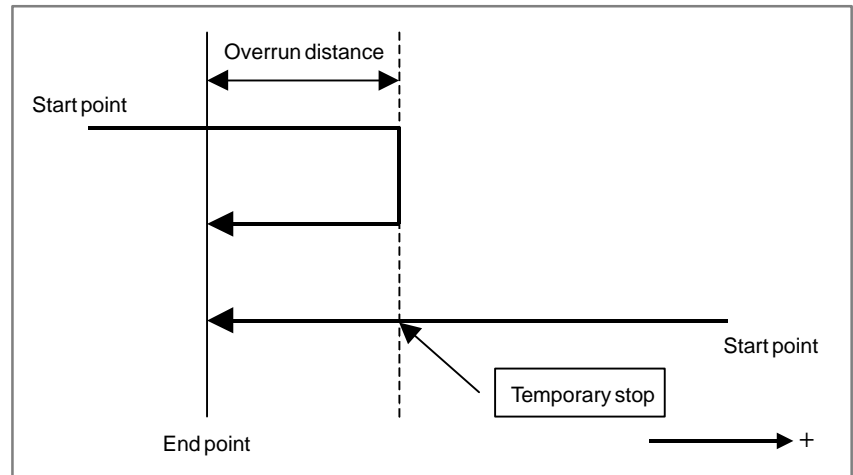 Overrun distance
Start point
Start point
Temporary stop
End point
+